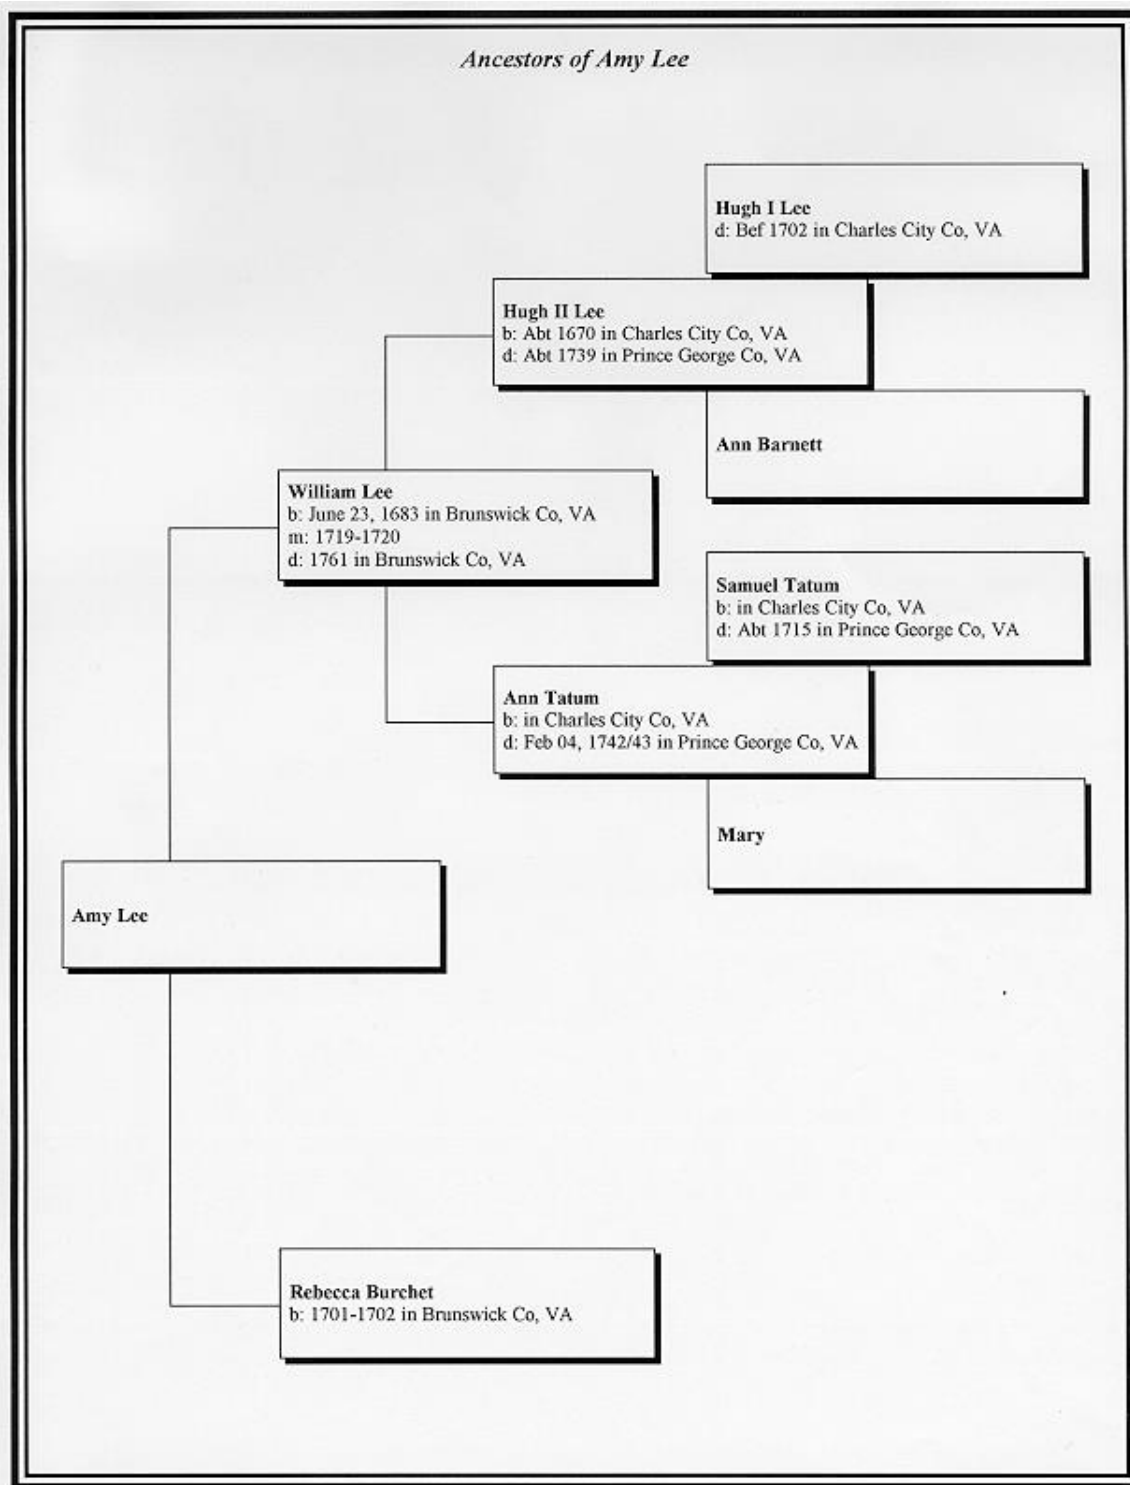 Ancestors of Amy Lee
Hugh I Lee
d: Bef 1702 in Charles City Co, VA
Hugh II Lee
b: Abt 1670 in Charles City Co, VA
d: Abt 1739 in Prince George Co, VA
Ann Barnett
William Lee
b: June 23, 1683 in Brunswick Co, VA
m: 1719-1720
d: 1761 in Brunswick Co, VA
Samuel Tatum
b: in Charles City Co, VA
d: Abt 1715 in Prince George Co, VA
Ann Tatum
b: in Charles City Co, VA
d: Feb 04, 1742/43 in Prince George Co, VA
Mary
Amy Lee
Rebecca Burchet
b: 1701-1702 in Brunswick Co, VA